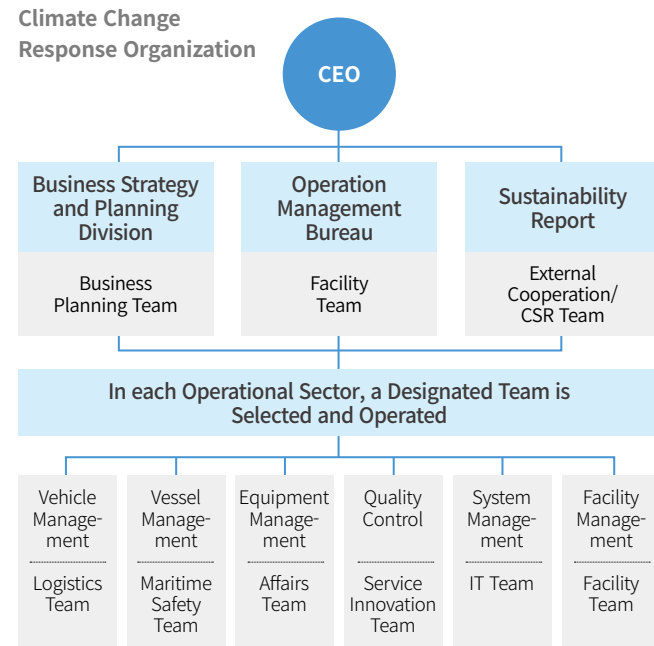 Climate Change
Response Organization
CEO
Business Strategy
and Planning
Division
Business
Planning Team
Operation
Management
Bureau
Facility
Team
Sustainability
Report
External
Cooperation/
CSR Team
In each Operational Sector, a Designated Team is
Selected and Operated
Vehicle
Manage-
ment
Logistics
Team
Vessel
Manage-
ment
Maritime
Safety
Team
Equipment
Manage-
ment
Affairs
Team
Quality
Control
Service
Innovation
Team
System
Manage-
ment
IT Team
Facility
Manage-
ment
Facility
Team